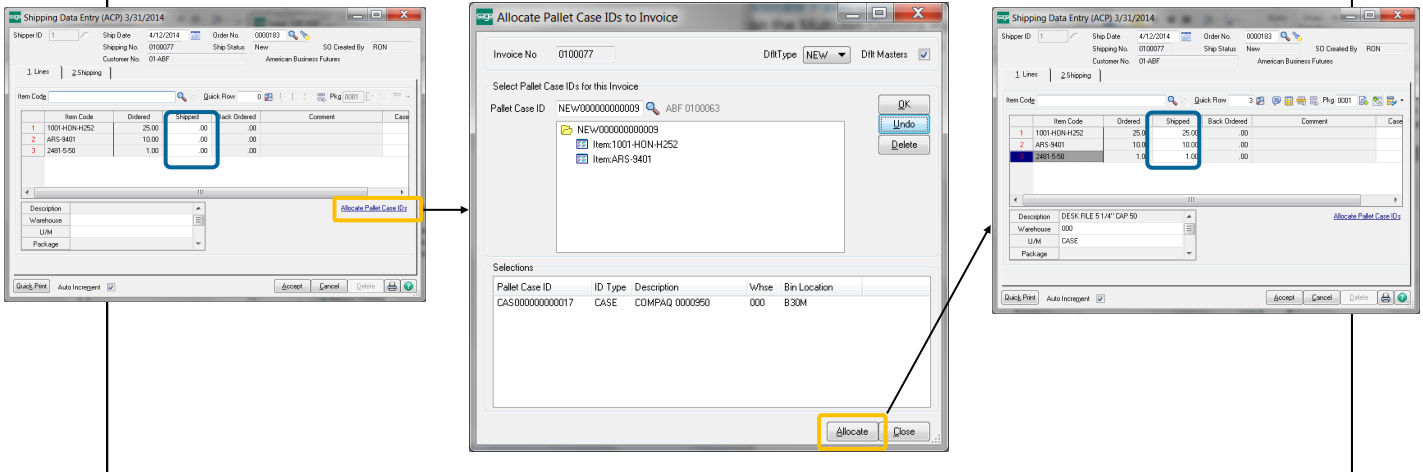 Shipping Data Entry (ACP) 3/31/2014
Shipper ID 1 Ship Date 4/12/2014 Order No. 0000183
Shipping No. 0100077 Ship Status New SO Created By RON
Customer No. 01-ABF American Business Futures
1. Lines 2.Shipping
Item Code Quick Row 0 Pkg 0001
Item Code Ordered Shipped Back Ordered Comment Case
1 1001-HON-H252 25.00 .00 .00
2 ARS-9401 10.00 .00 .00
3 2481-5-50 1.00 .00 .00
Description
Warehouse
U/M
Package
Allocate Pallet Case IDs
Quick Print Auto Increment Accept Cancel Delete
sage Allocate Pallet Case IDs to Invoice
Invoice No 0100077 DfltType NEW Dflt Masters
Select Pallet Case IDs for this Invoice
Pallet Case ID NEW000000000009 ABF 0100063
NEW000000000009
Item:1001-HON-H252
Item:ARS-9401
OK
Undo
Delete
Selections
Pallet Case ID ID Type Description Whse Bin Location
CAS000000000017 CASE COMPAQ 0000950 000 B30M
Allocate Close
Shipping Data Entry (ACP) 3/31/2014
Shipper ID 1 Ship Date 4/12/2014 Order No. 0000183
Shipping No. 0100077 Ship Status New SO Created By RON
Customer No. 01-ABF American Business Futures
1. Lines 2.Shipping
Item Code Quick Row 3 Pkg 0001
Item Code Ordered Shipped Back Ordered Comment Case
1 1001-HON-H252 25.0 25.00 .00
2 ARS-9401 10.0 10.00 .00
3 2481-5-50 1.0 1.00 .00
Description DESK FILE 5 1/4" CAP 50
Warehouse 000
U/M CASE
Package
Allocate Pallet Case IDs
Quick Print Auto Increment Accept Cancel Delete